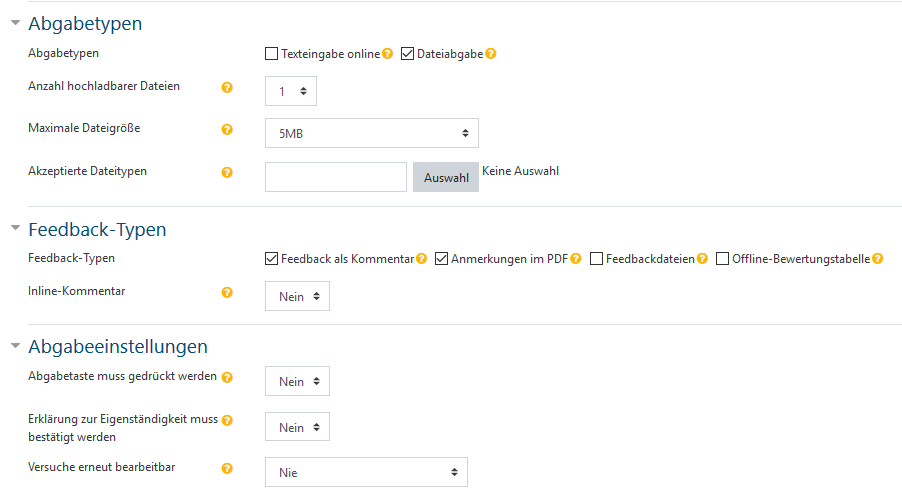 Abgabetypen
Abgabetypen Texteingabe online ? Dateiabgabe ?
Anzahl hochladbarer Dateien ? 1
Maximale Dateigröße ? 5MB
Akzeptierte Dateitypen ? Auswahl Keine Auswahl
Feedback-Typen
Feedback-Typen Feedback als Kommentar ? Anmerkungen im PDF ? Feedbackdateien ? Offline-Bewertungstabelle ?
Inline-Kommentar ? Nein
Abgabeeinstellungen
Abgabetaste muss gedrückt werden ? Nein
Erklärung zur Eigenständigkeit muss ? Nein
bestätigt werden
Versuche erneut bearbeitbar ? Nie